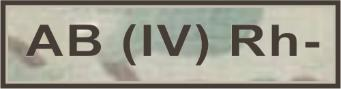 AB (IV) Rh-